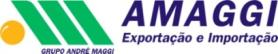 AMAGGI
Exportação e Importação
GRUPO ANDRÉ MAGGI